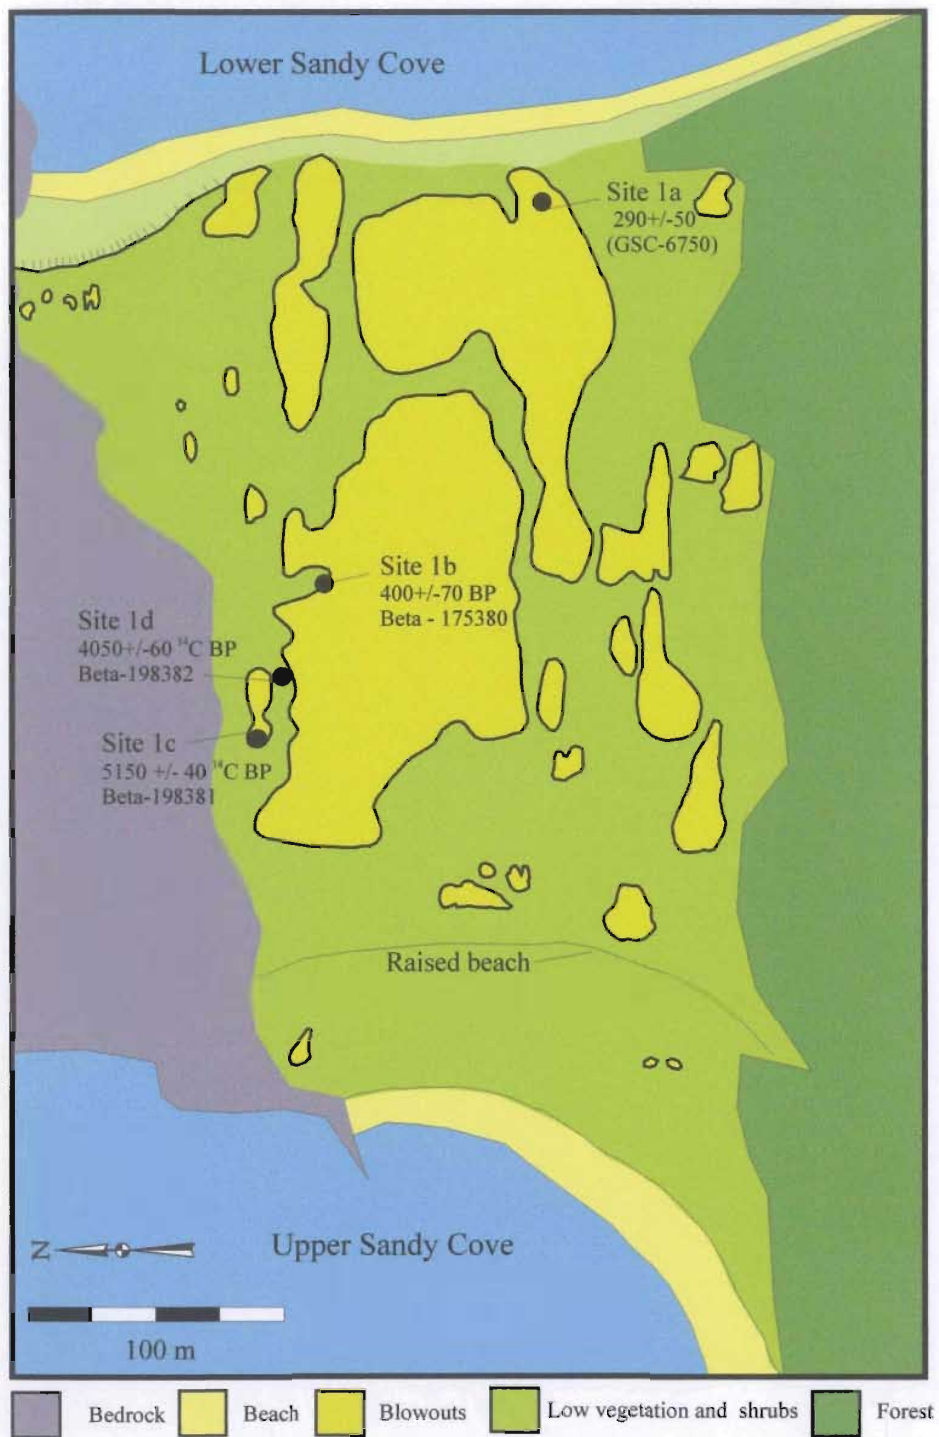 Lower Sandy Cove
Site 1a
290+/-50
(GSC-6750)
Site 1b
400+/-70 BP
Beta - 175380
Site 1d
4050+/-60 ¹⁴C BP
Beta-198382
Site 1c
5150 +/- 40 ¹⁴C BP
Beta-198381
Raised beach
N
Upper Sandy Cove
100 m
Bedrock
Beach
Blowouts
Low vegetation and shrubs
Forest